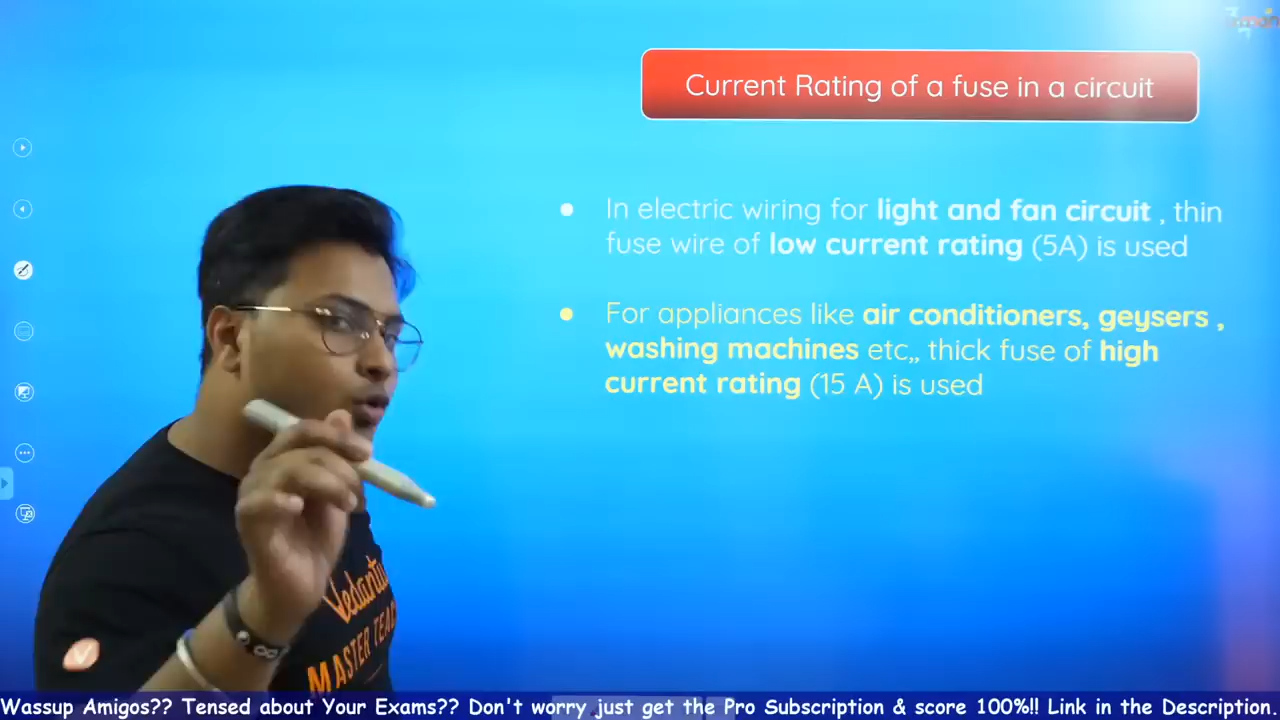 Current Rating of a fuse in a circuit
In electric wiring for light and fan circuit , thin
fuse wire of low current rating (5A) is used
For appliances like air conditioners, geysers ,
washing machines etc,, thick fuse of high
current rating (15 A) is used
Vedantu
MASTER
Wassup Amigos?? Tensed about Your Exams?? Don't worry just get the Pro Subscription & score 100%!! Link in the Description.